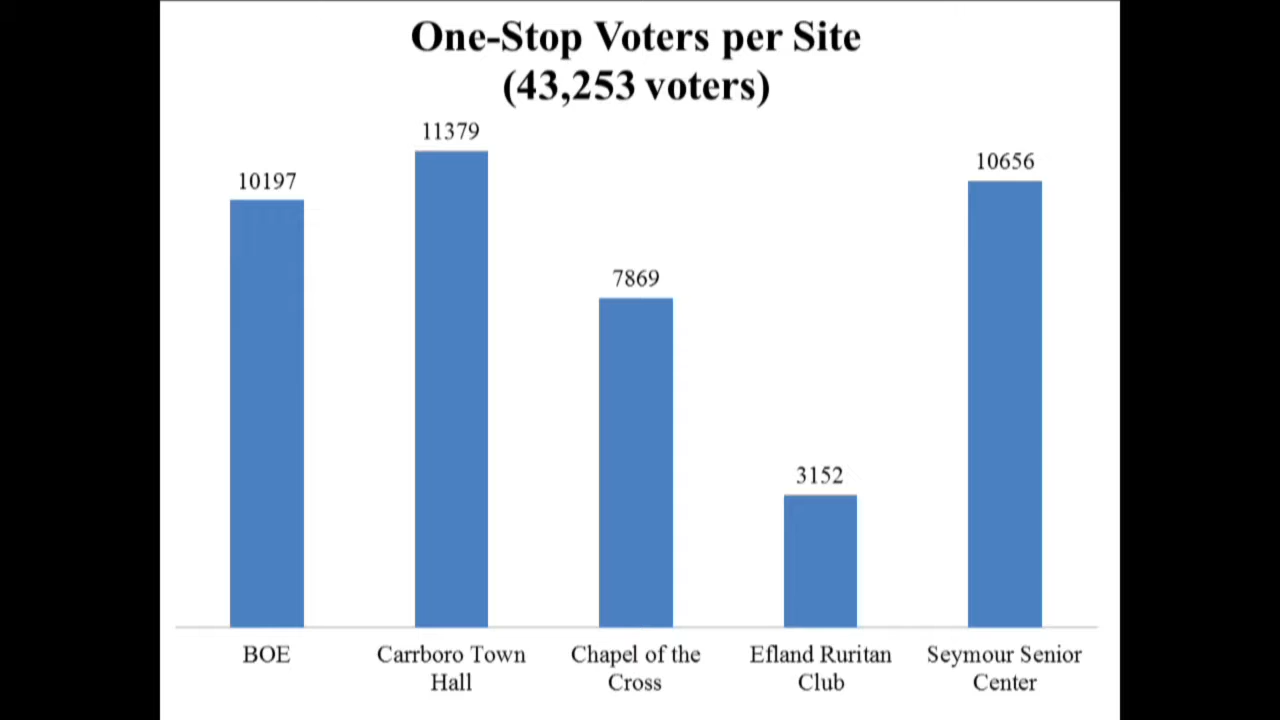 One-Stop Voters per Site
(43,253 voters)
11379
10656
10197
7869
3152
BOE
Carrboro Town
Hall
Chapel of the
Cross
Efland Ruritan
Club
Seymour Senior
Center